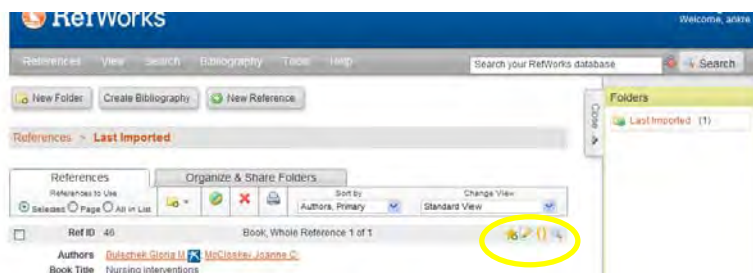 RefWorks
Welcome, ankre
References View Search Bibliography Tools Help
Search your RefWorks database
Search
New Folder Create Bibliography New Reference
Close
Folders
References > Last Imported
Last Imported (1)
References Organize & Share Folders
References to Use
Sort by
Change View
Selected Page All in List
Authors, Primary
Standard View
Ref ID 46 Book, Whole Reference 1 of 1
Authors Bulechek,Gloria M; McCloskey,Joanne C.
Book Title Nursing interventions